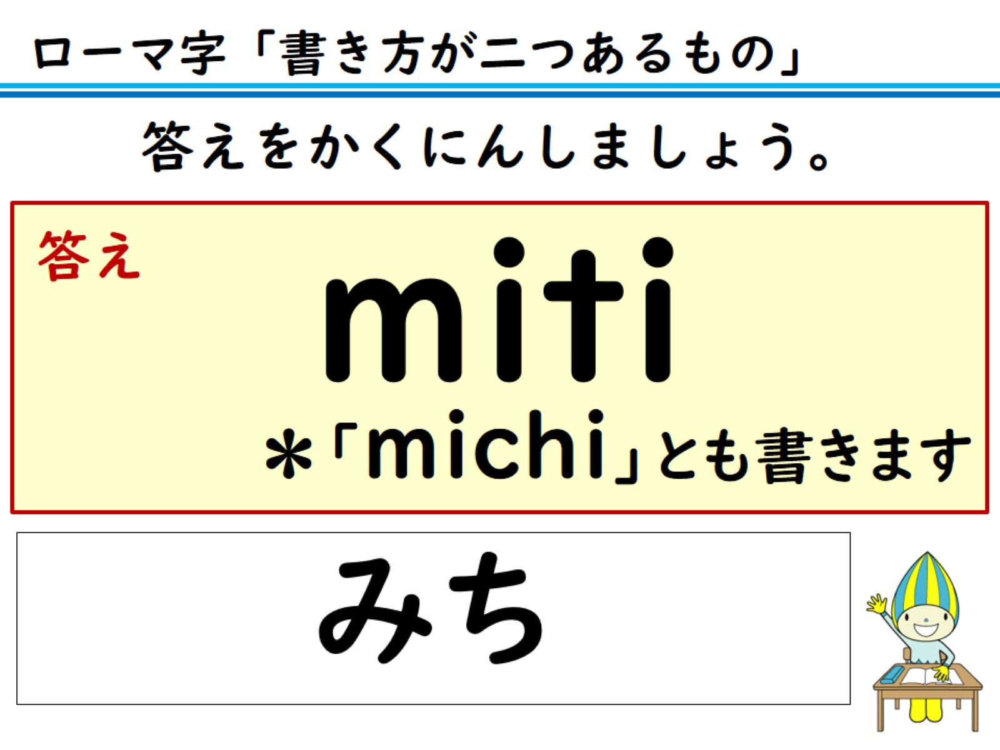 ローマ字「書き方が二つあるもの」
答えをかくにんしましょう。
答え
miti
＊「michi」とも書きます
みち